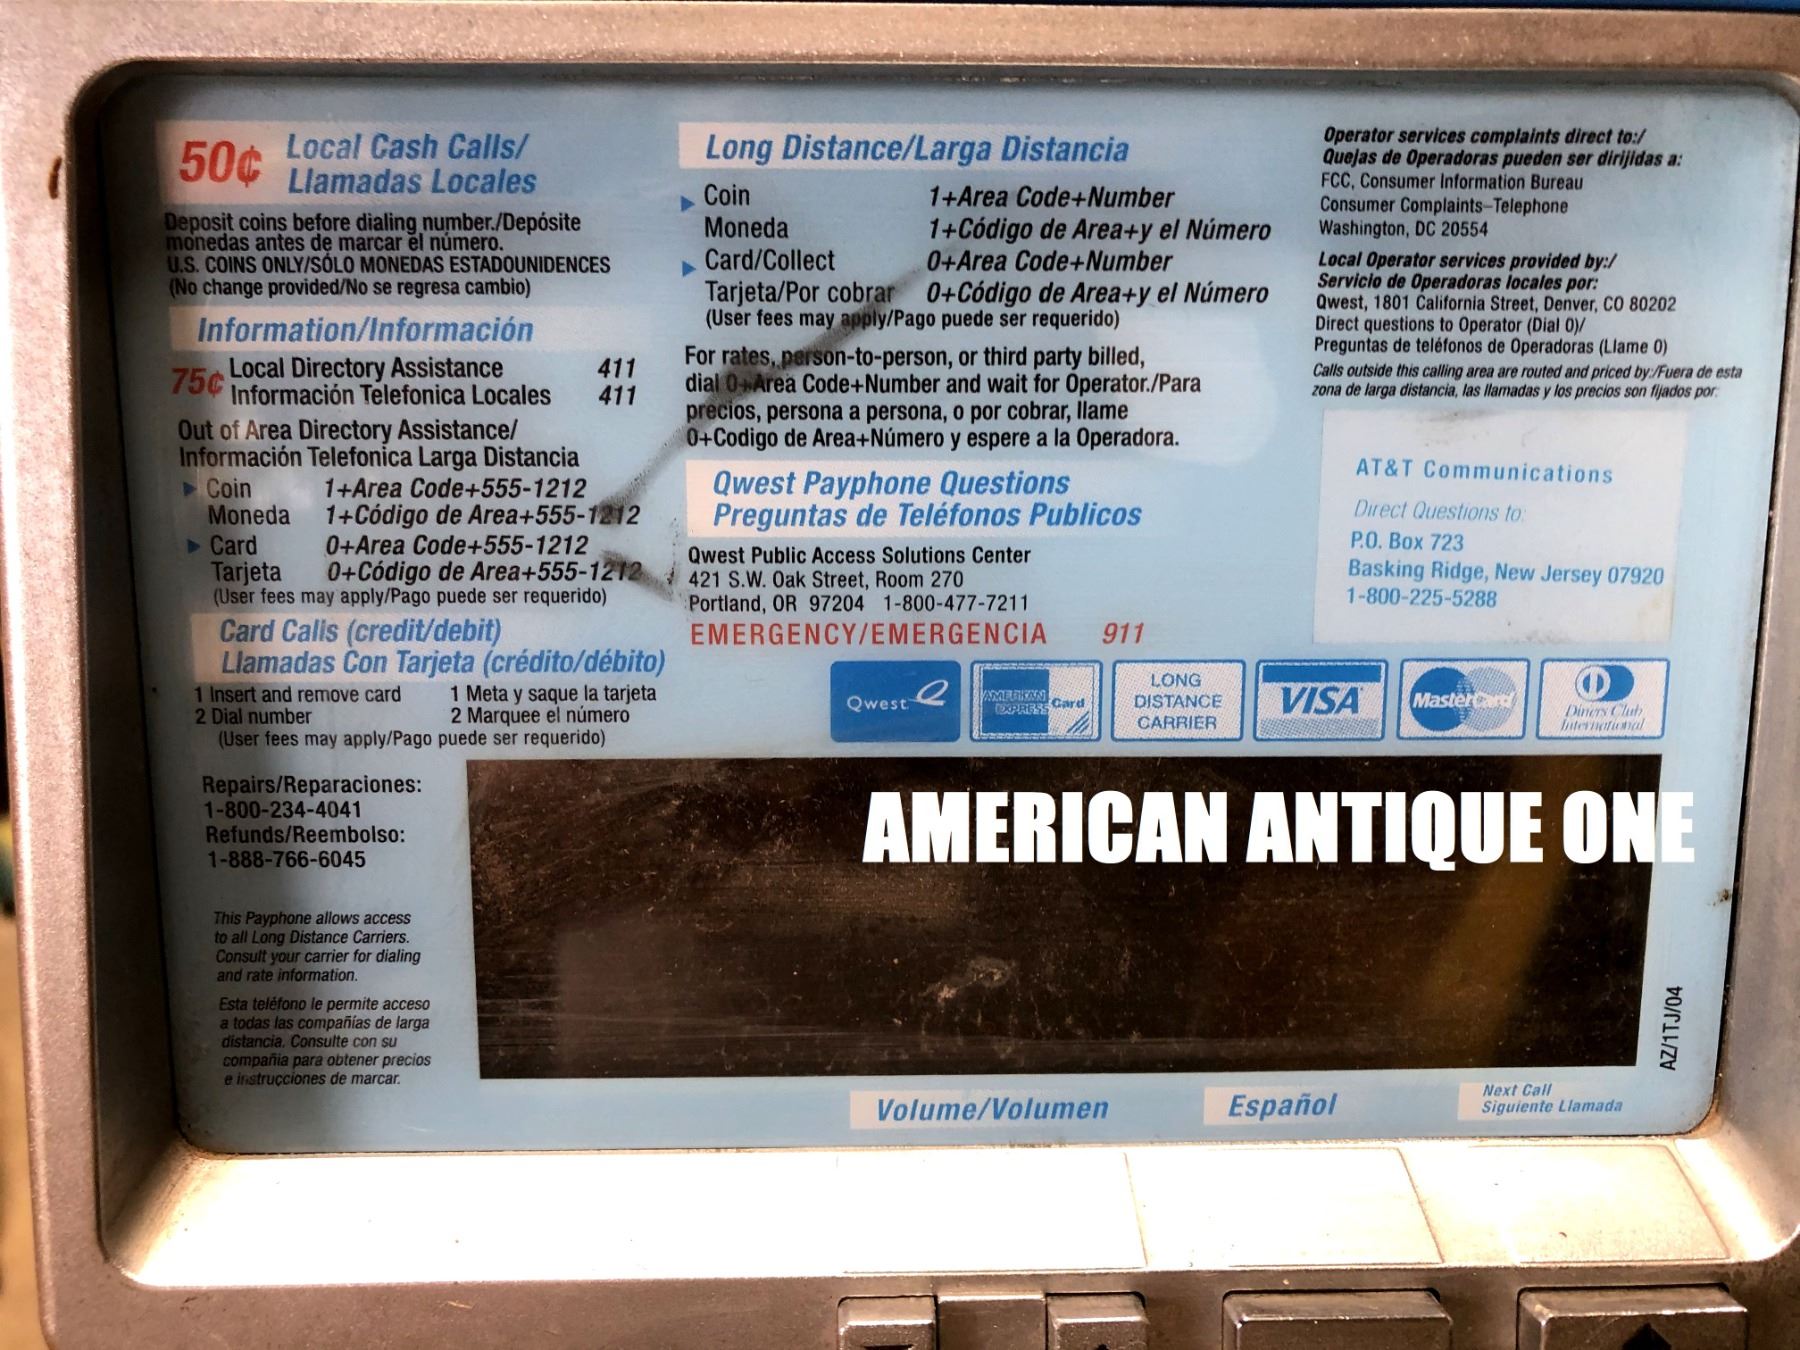 50¢ Local Cash Calls/
Llamadas Locales
Deposit coins before dialing number./Depósite
monedas antes de marcar el número.
U.S. COINS ONLY/SÓLO MONEDAS ESTADOUNIDENCES
(No change provided/No se regresa cambio)
Information/Información
75¢ Local Directory Assistance 411
Información Telefonica Locales 411
Out of Area Directory Assistance/
Información Telefonica Larga Distancia
Coin 1+Area Code+555-1212
Moneda 1+Código de Area+555-1212
Card 0+Area Code+555-1212
Tarjeta 0+Código de Area+555-1212
(User fees may apply/Pago puede ser requerido)
Card Calls (credit/debit)
Llamadas Con Tarjeta (crédito/débito)
1 Insert and remove card 1 Meta y saque la tarjeta
2 Dial number 2 Marquee el número
(User fees may apply/Pago puede ser requerido)
Repairs/Reparaciones:
1-800-234-4041
Refunds/Reembolso:
1-888-766-6045
This Payphone allows access
to all Long Distance Carriers.
Consult your carrier for dialing
and rate information.
Esta teléfono le permite acceso
a todas las compañías de larga
distancia. Consulte con su
compañia para obtener precios
e instrucciones de marcar.
Long Distance/Larga Distancia
Coin 1+Area Code+Number
Moneda 1+Código de Area+y el Número
Card/Collect 0+Area Code+Number
Tarjeta/Por cobrar 0+Código de Area+y el Número
(User fees may apply/Pago puede ser requerido)
For rates, person-to-person, or third party billed,
dial 0+Area Code+Number and wait for Operator./Para
precios, persona a persona, o por cobrar, llame
0+Codigo de Area+Número y espere a la Operadora.
Qwest Payphone Questions
Preguntas de Teléfonos Publicos
Qwest Public Access Solutions Center
421 S.W. Oak Street, Room 270
Portland, OR 97204 1-800-477-7211
EMERGENCY/EMERGENCIA 911
Operator services complaints direct to:/
Quejas de Operadoras pueden ser dirijidas a:
FCC, Consumer Information Bureau
Consumer Complaints-Telephone
Washington, DC 20554
Local Operator services provided by:/
Servicio de Operadoras locales por:
Qwest, 1801 California Street, Denver, CO 80202
Direct questions to Operator (Dial 0)/
Preguntas de teléfonos de Operadoras (Llame 0)
Calls outside this calling area are routed and priced by:/Fuera de esta
zona de larga distancia, las llamadas y los precios son fijados por:
AT&T Communications
Direct Questions to:
P.O. Box 723
Basking Ridge, New Jersey 07920
1-800-225-5288
Qwest
AMERICAN EXPRESS Card
LONG
DISTANCE
CARRIER
VISA
MasterCard
Diners Club
International
AMERICAN ANTIQUE ONE
AZ/1TJ/04
Volume/Volumen
Español
Next Call
Siguiente Llamada